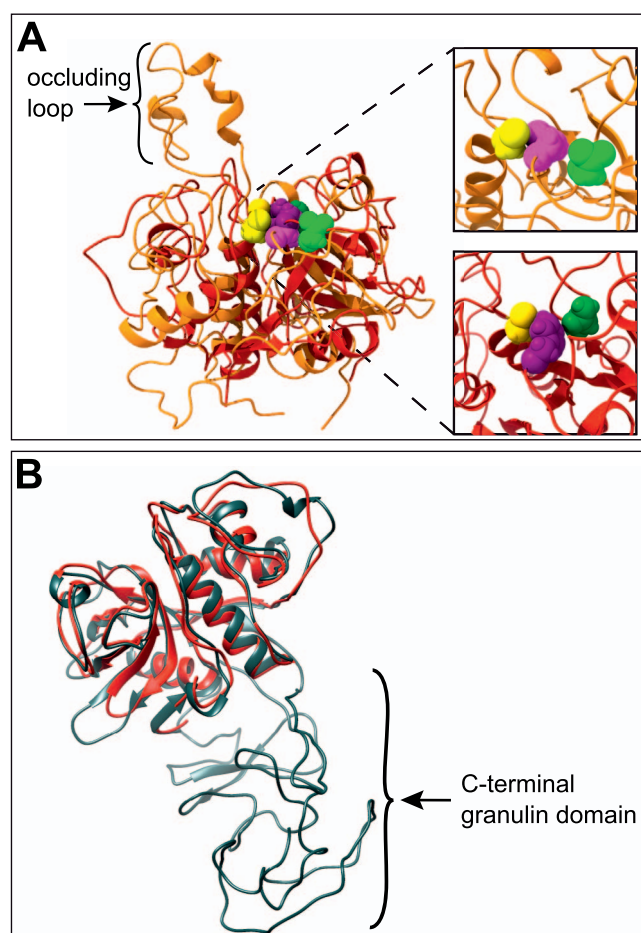 A
occluding
loop
B
C-terminal
granulin domain